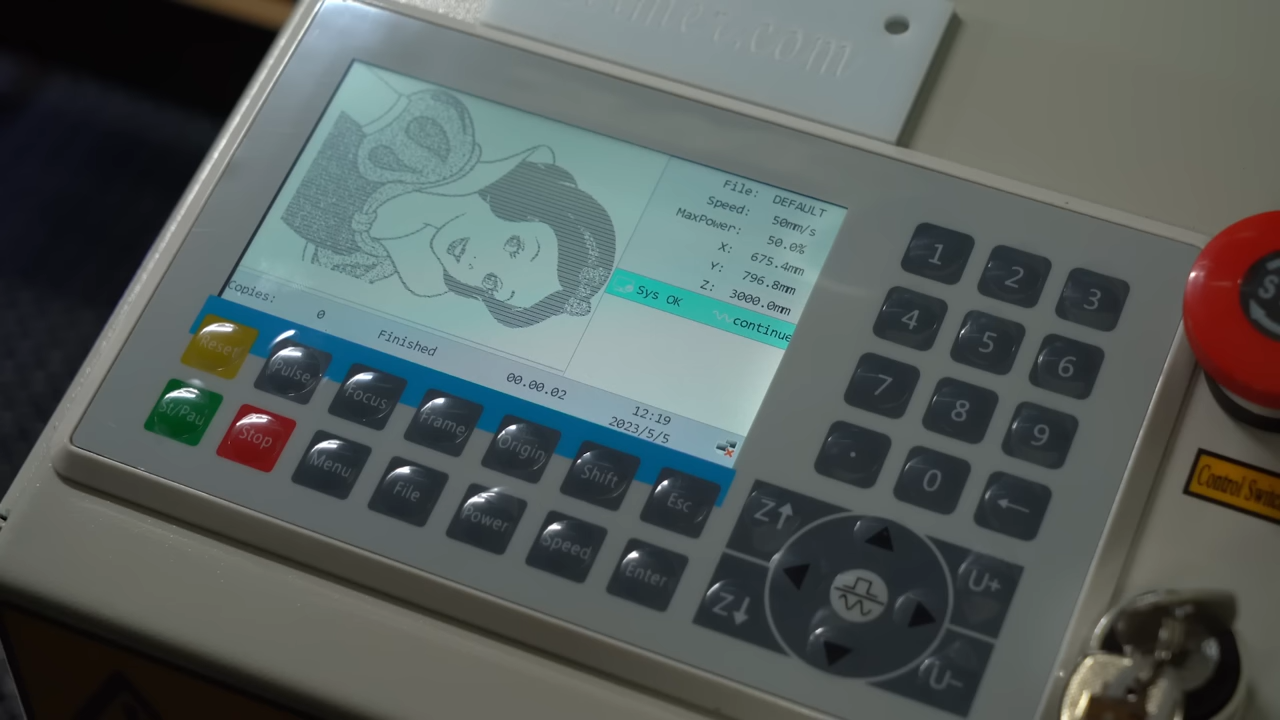 .com
File: DEFAULT
Speed: 50mm/s
MaxPower: 50.0%
X: 675.4mm
Y: 796.8mm
Z: 3000.0mm
Sys OK continue
Copies: 0 Finished 00.00.02 12:19
2023/5/5
Reset Pulse Focus Frame Origin Shift Esc
St/Pau Stop Menu File Power Speed Enter
1 2 3
4 5 6
7 8 9
. 0 ←
Z↑ U+
Z↓ U-
Control Switc